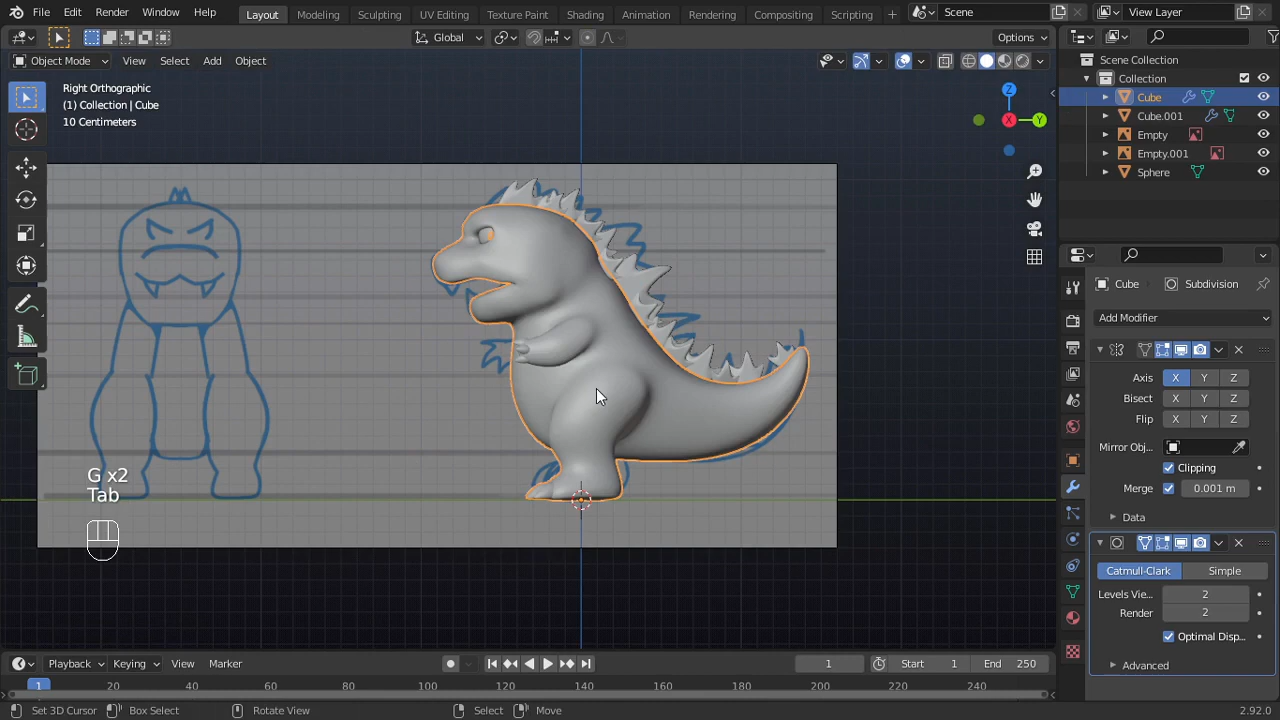 File Edit Render Window Help Layout Modeling Sculpting UV Editing Texture Paint Shading Animation Rendering Compositing Scripting Scene View Layer
Global Options
Object Mode View Select Add Object
Right Orthographic
(1) Collection | Cube
10 Centimeters
Z
X
Y
G x2
Tab
Scene Collection
Collection
Cube
Cube.001
Empty
Empty.001
Sphere
Cube Subdivision
Add Modifier
Axis X Y Z
Bisect X Y Z
Flip X Y Z
Mirror Obj...
Clipping
Merge 0.001 m
Data
Catmull-Clark Simple
Levels Vie... 2
Render 2
Optimal Disp...
Advanced
Playback Keying View Marker 1 Start 1 End 250
1 20 40 60 80 100 120 140 160 180 200 220 240
Set 3D Cursor Box Select Rotate View Select Move 2.92.0